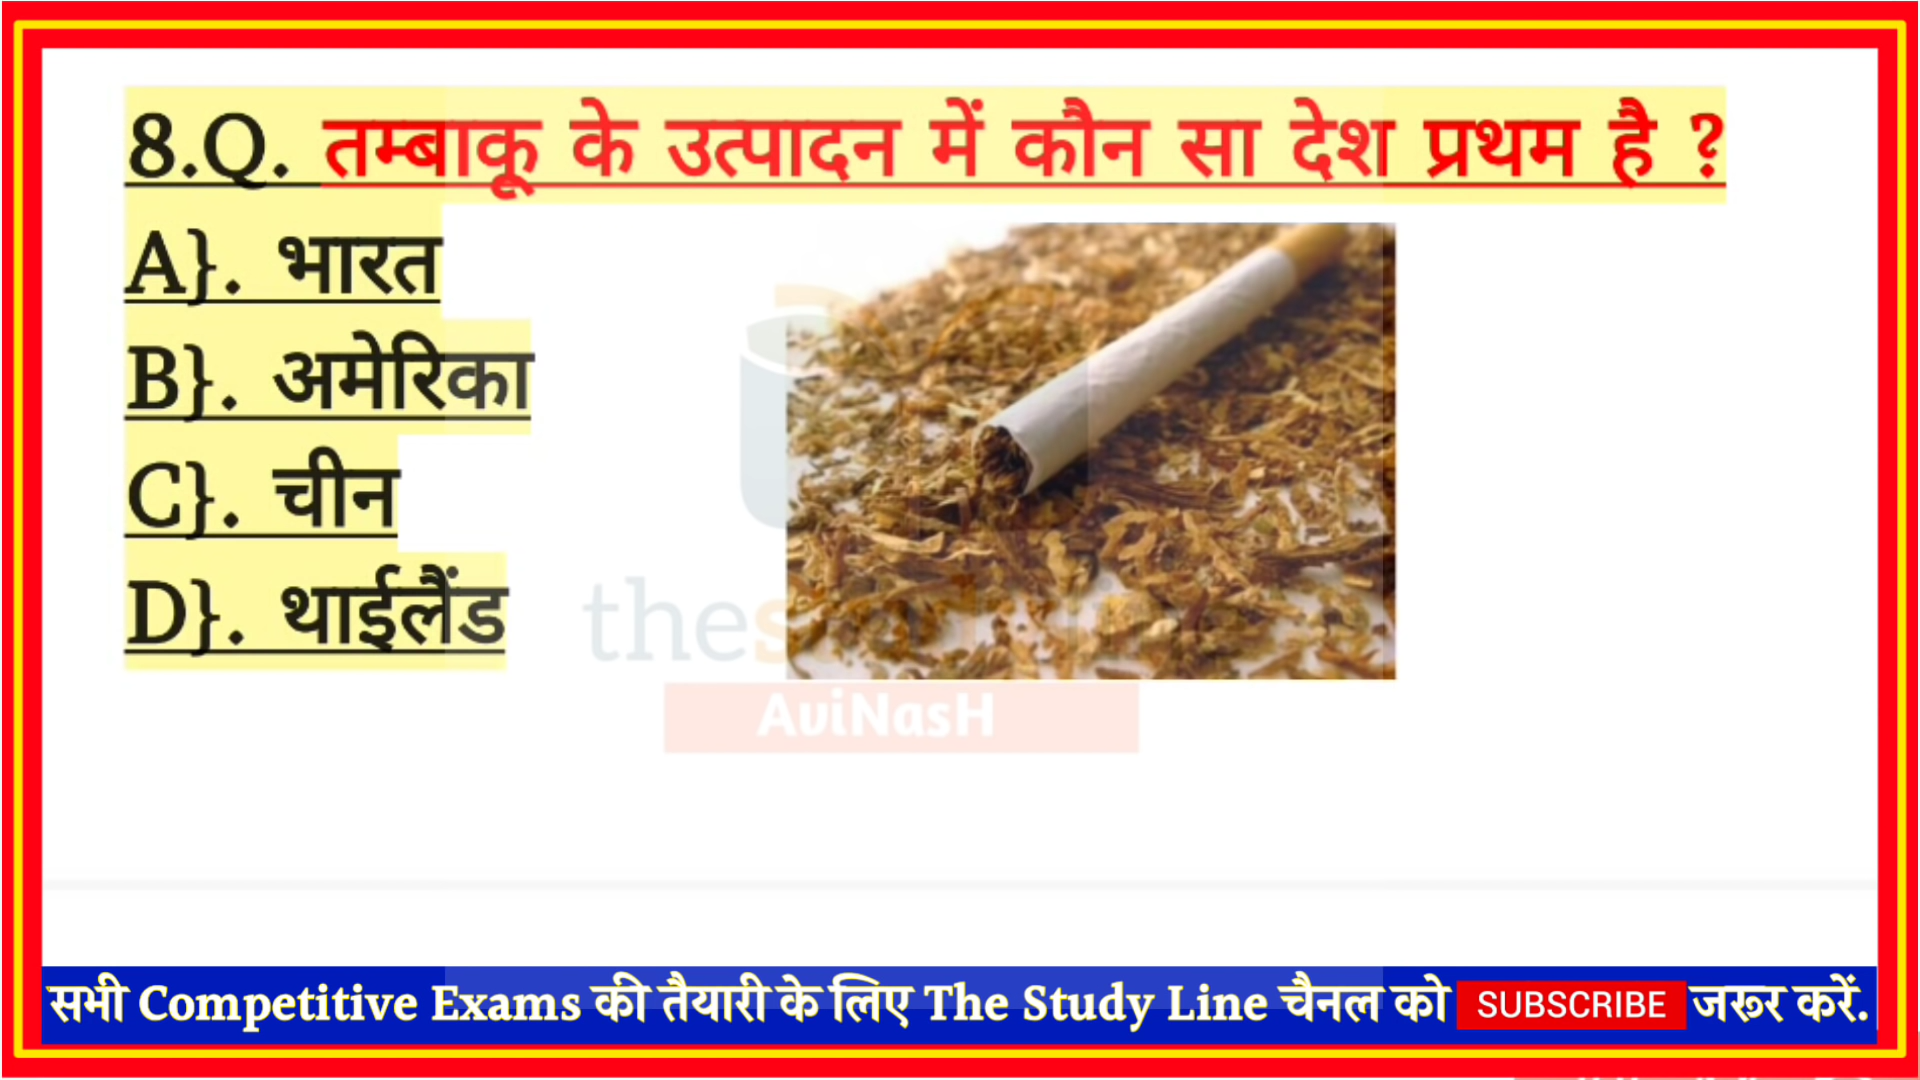 8.Q. तम्बाकू के उत्पादन में कौन सा देश प्रथम है ?
A}. भारत
B}. अमेरिका
C}. चीन
D}. थाईलैंड
AviNasH
सभी Competitive Exams की तैयारी के लिए The Study Line चैनल को SUBSCRIBE जरूर करें.